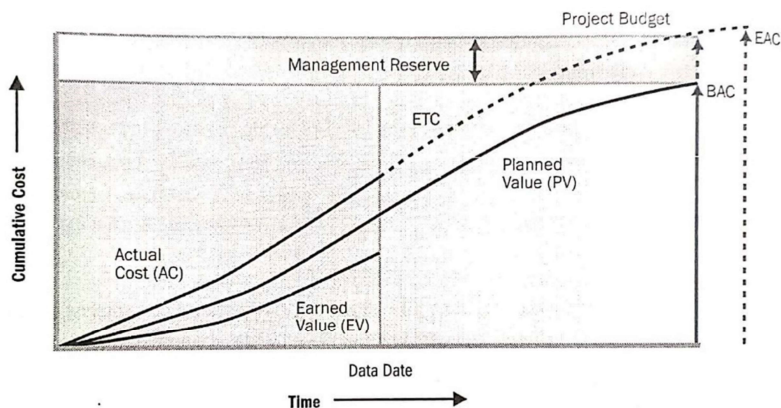 Project Budget
EAC
Management Reserve
BAC
ETC
Planned
Value (PV)
Cumulative Cost
Actual
Cost (AC)
Earned
Value (EV)
Data Date
Time